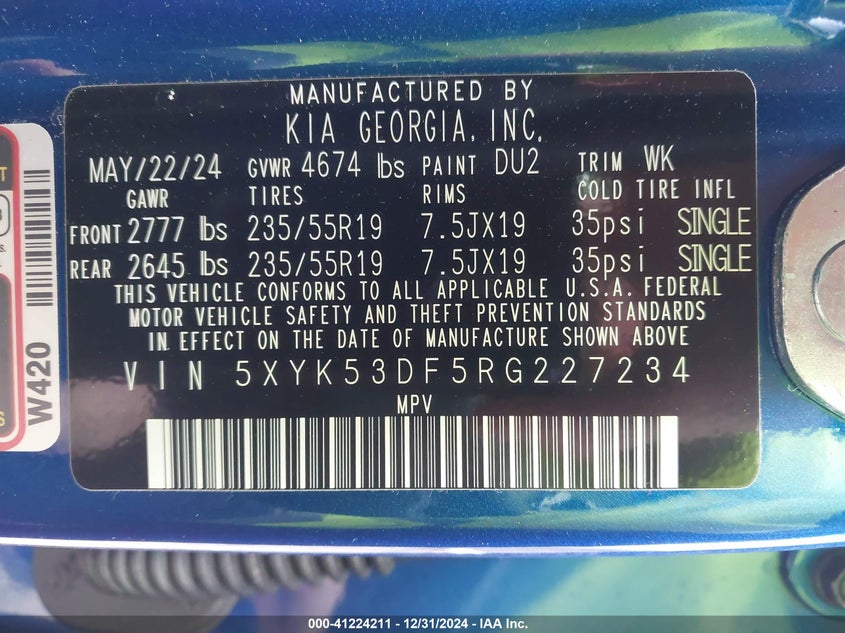 MANUFACTURED BY
KIA GEORGIA, INC.
MAY/22/24 GVWR 4674 lbs PAINT DU2 TRIM WK
GAWR TIRES RIMS COLD TIRE INFL
FRONT 2777 lbs 235/55R19 7.5JX19 35psi SINGLE
REAR 2645 lbs 235/55R19 7.5JX19 35psi SINGLE
THIS VEHICLE CONFORMS TO ALL APPLICABLE U.S.A. FEDERAL
MOTOR VEHICLE SAFETY AND THEFT PREVENTION STANDARDS
IN EFFECT ON THE DATE OF MANUFACTURE SHOWN ABOVE
VIN 5XYK53DF5RG227234
MPV
W420
000-41224211 - 12/31/2024 - IAA Inc.